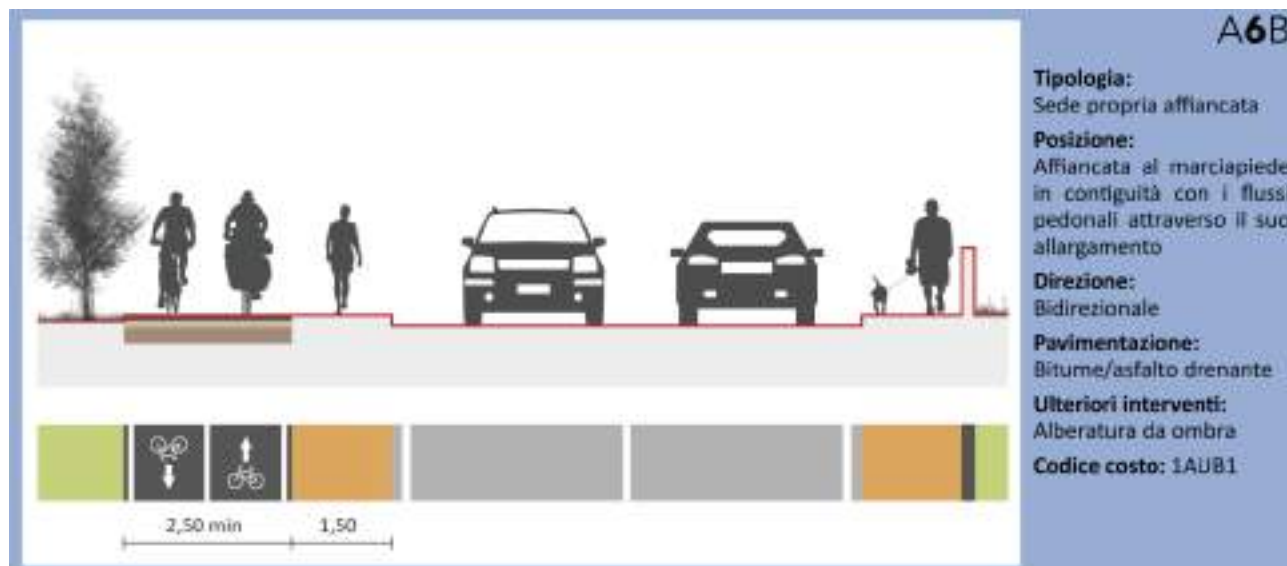 A6B
Tipologia:
Sede propria affiancata
Posizione:
Affiancata al marciapiede
in contiguità con i flussi
pedonali attraverso il suo
allargamento
Direzione:
Bidirezionale
Pavimentazione:
Bitume/asfalto drenante
Ulteriori interventi:
Alberatura da ombra
Codice costo: 1AUB1
2,50 min 1,50